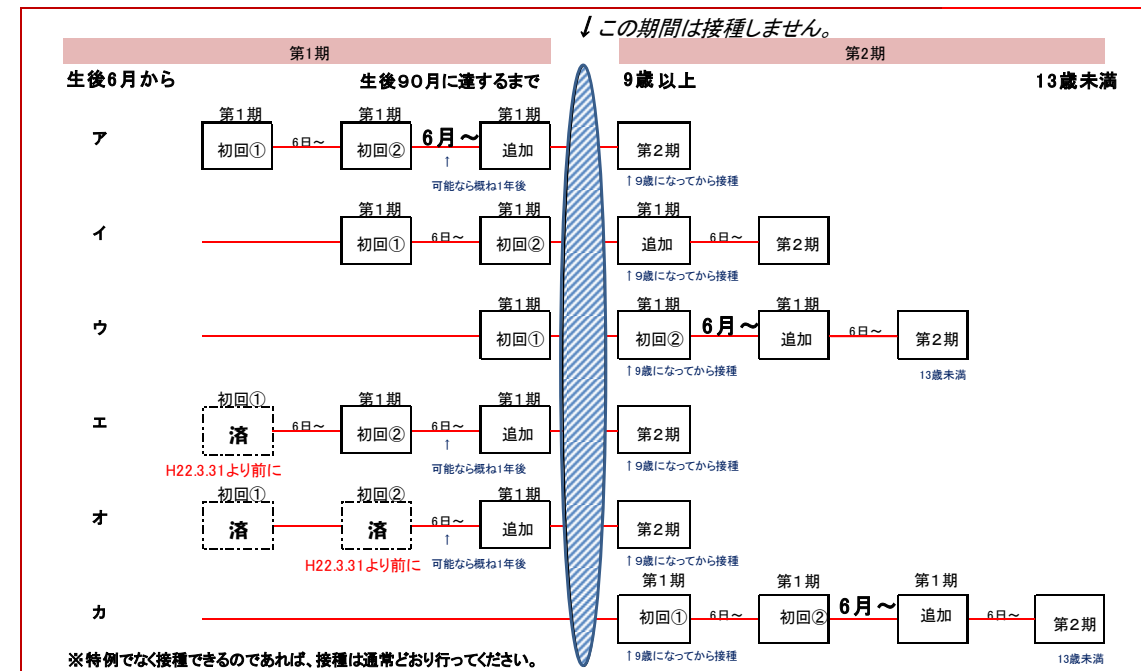 ↓この期間は接種しません。
第1期 第2期
生後6月から 生後90月に達するまで 9歳以上 13歳未満
第1期 第1期 第1期
ア 初回① 6日～ 初回② 6月～ 追加 第2期
↑ 可能なら概ね1年後 ↑9歳になってから接種
第1期 第1期 第1期
イ 初回① 6日～ 初回② 追加 6日～ 第2期
↑9歳になってから接種
第1期 第1期 第1期
ウ 初回① 初回② 6月～ 追加 6日～ 第2期
↑9歳になってから接種 13歳未満
初回① 第1期 第1期
エ 済 6日～ 初回② 6日～ 追加 第2期
H22.3.31より前に ↑ 可能なら概ね1年後 ↑9歳になってから接種
初回① 初回② 第1期
オ 済 済 6日～ 追加 第2期
H22.3.31より前に ↑ 可能なら概ね1年後 ↑9歳になってから接種
第1期 第1期 第1期
カ 初回① 6日～ 初回② 6月～ 追加 6日～ 第2期
※特例でなく接種できるのであれば、接種は通常どおり行ってください。 ↑9歳になってから接種 13歳未満